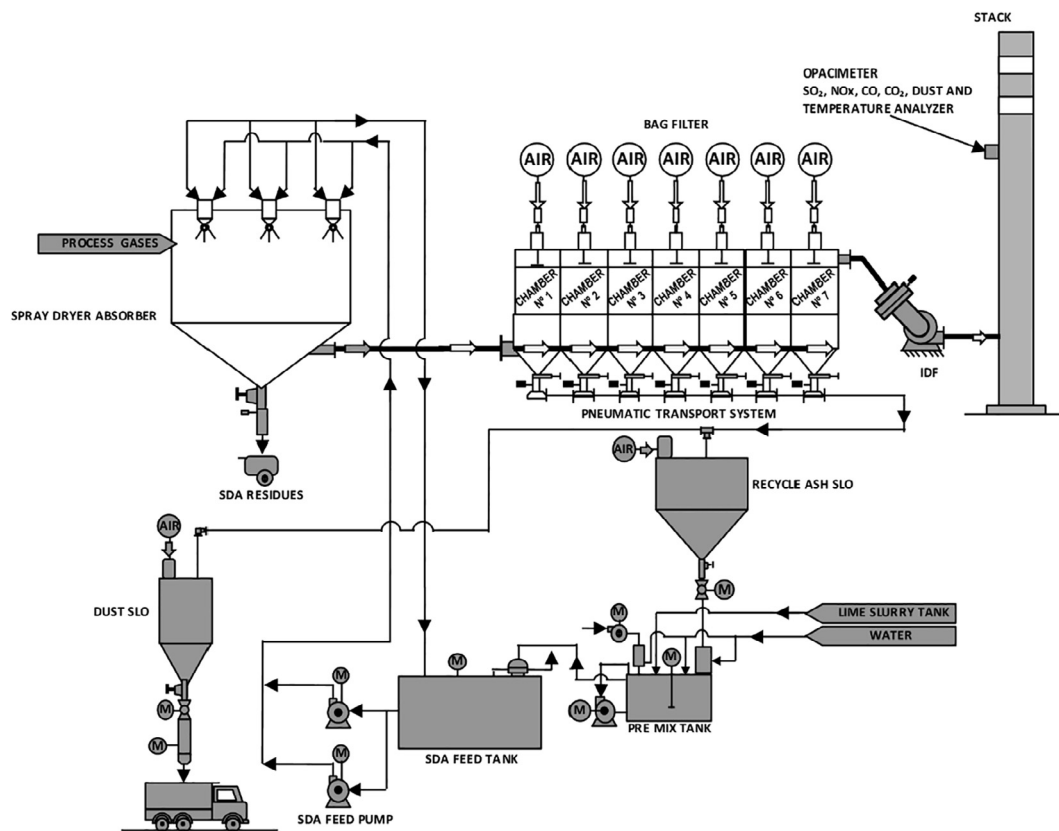 STACK
OPACIMETER
SO₂, NOx, CO, CO₂, DUST AND
TEMPERATURE ANALYZER
BAG FILTER
AIR AIR AIR AIR AIR AIR AIR
PROCESS GASES
CHAMBER Nº 1
CHAMBER Nº 2
CHAMBER Nº 3
CHAMBER Nº 4
CHAMBER Nº 5
CHAMBER Nº 6
CHAMBER Nº 7
SPRAY DRYER ABSORBER
IDF
PNEUMATIC TRANSPORT SYSTEM
AIR
RECYCLE ASH SLO
SDA RESIDUES
AIR
M
DUST SLO
M
LIME SLURRY TANK
WATER
M
M
M
M
M
PRE MIX TANK
SDA FEED TANK
M
M
SDA FEED PUMP